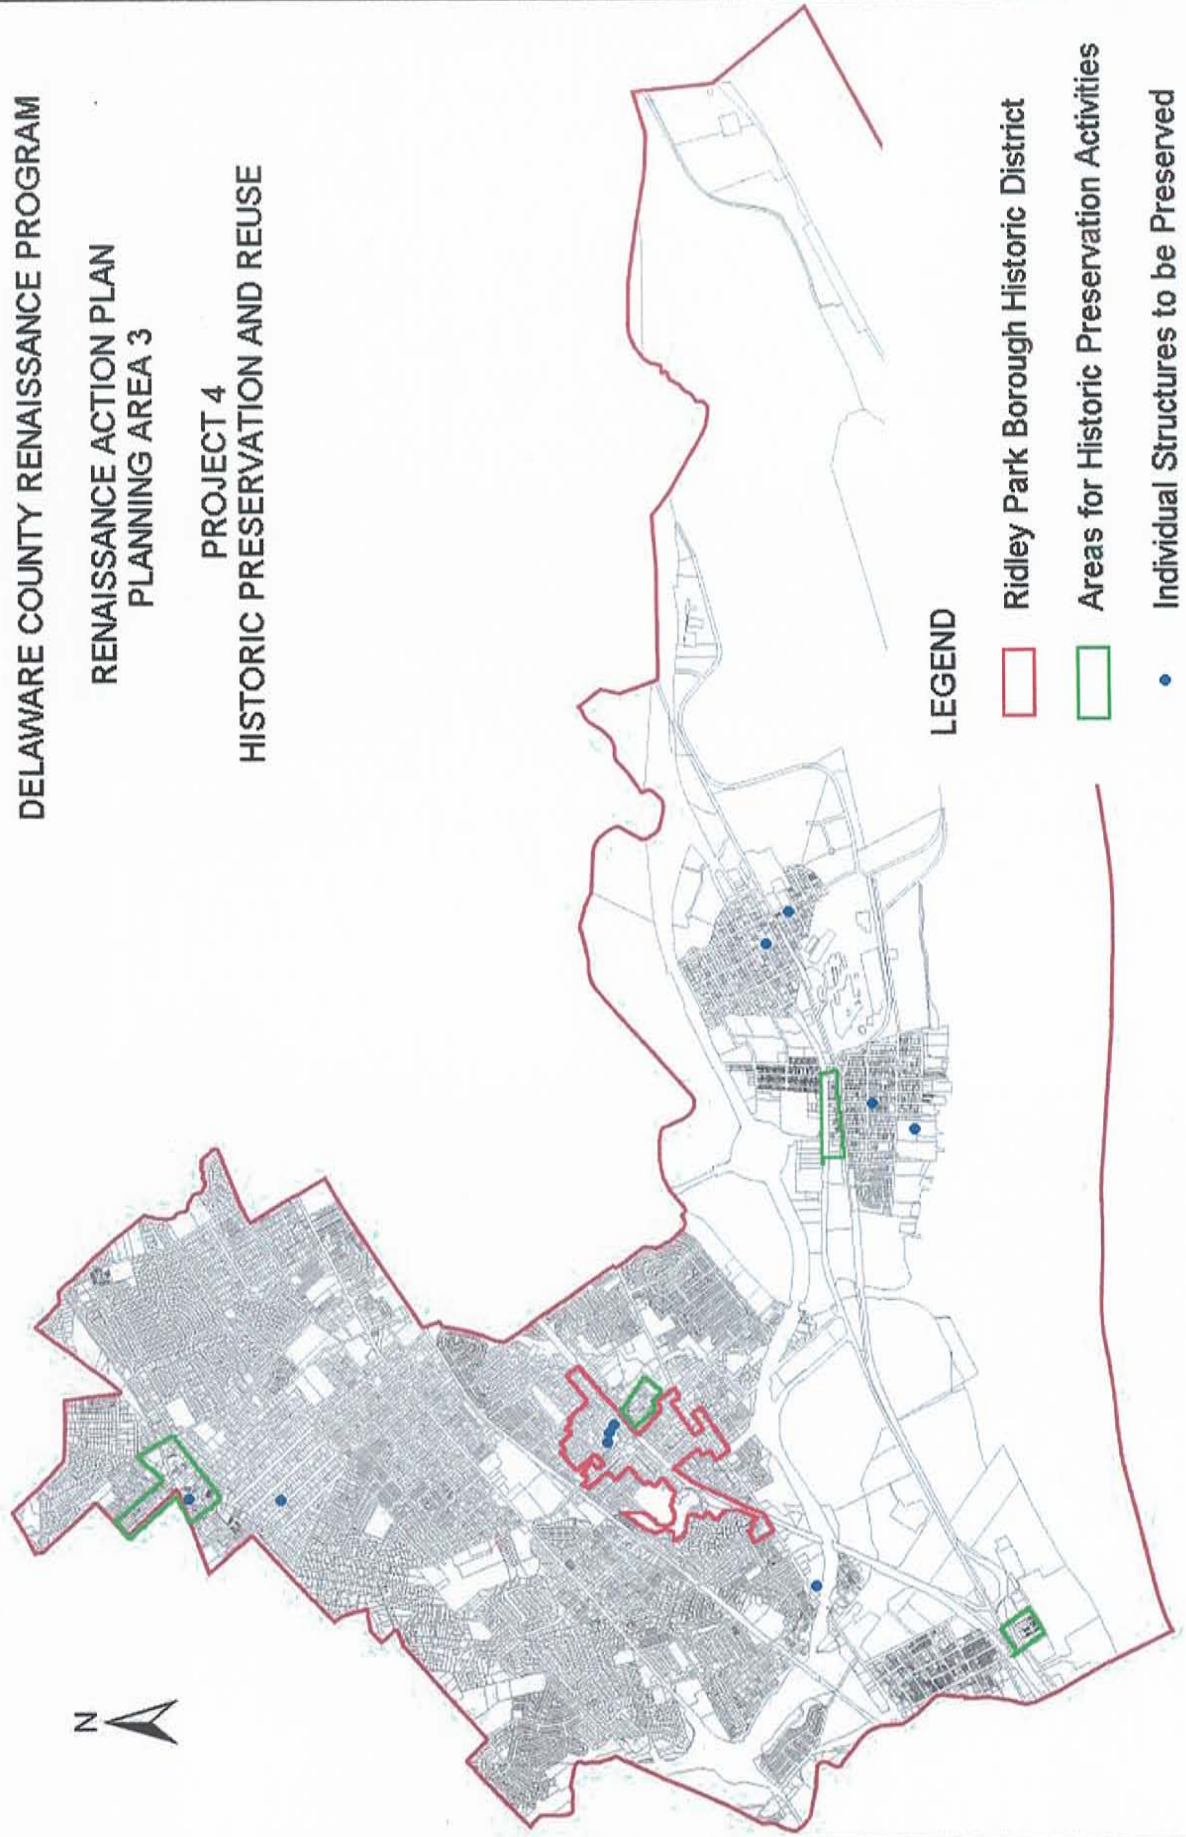 DELAWARE COUNTY RENAISSANCE PROGRAM
RENAISSANCE ACTION PLAN
PLANNING AREA 3
PROJECT 4
HISTORIC PRESERVATION AND REUSE
N
LEGEND
Ridley Park Borough Historic District
Areas for Historic Preservation Activities
Individual Structures to be Preserved